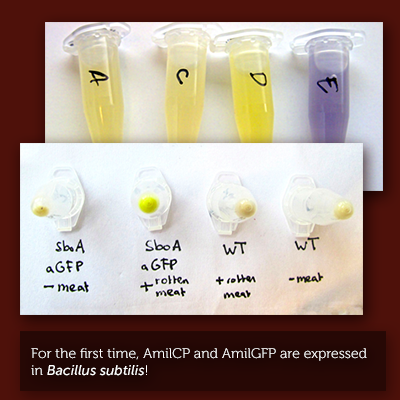 A
C
D
E
SboA
aGFP
- meat
SboA
aGFP
+ rotten
meat
WT
+ rotten
meat
WT
- meat
For the first time, AmilCP and AmilGFP are expressed
in Bacillus subtilis!